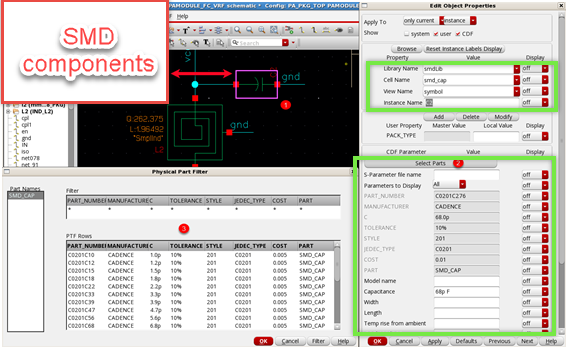 PAMODULE_FC_VRF schematic * Config: PA_PKG_TOP PAMODULE
SMD
components
L2 (IND_L2)
cpl
cpl1
en
gnd
IN
iso
net078
net_91
Q:262.375
L:1.96492
"SmpInd"
gnd
1
gnd
Edit Object Properties
Apply To
only current
instance
Show
system
user
CDF
Browse
Reset Instance Labels Display
Property
Value
Display
Library Name
smdLib
off
Cell Name
smd_cap
off
View Name
symbol
off
Instance Name
C2
off
Add
Delete
Modify
User Property
Master Value
Local Value
Display
PACK_TYPE
off
CDF Parameter
Value
Display
Select Parts
2
S-Parameter file name
off
Parameters to Display
All
off
PART_NUMBER
C0201C276
off
MANUFACTURER
CADENCE
off
C
68.0p
off
TOLERANCE
10%
off
STYLE
201
off
JEDEC_TYPE
C0201
off
COST
0.01
off
PART
SMD_CAP
off
Model name
off
Capacitance
68p F
off
Width
off
Length
off
Temp rise from ambient
off
OK
Cancel
Apply
Defaults
Previous
Next
Help
Physical Part Filter
Part Names
SMD_CAP
Filter
PART_NUMBER MANUFACTURE C TOLERANCE STYLE JEDEC_TYPE COST PART
* * * * * * * *
3
PTF Rows
PART_NUMBER MANUFACTURE C TOLERANCE STYLE JEDEC_TYPE COST PART
C0201C10 CADENCE 1.0p 10% 201 C0201 0.005 SMD_CAP
C0201C12 CADENCE 1.2p 10% 201 C0201 0.005 SMD_CAP
C0201C15 CADENCE 1.5p 10% 201 C0201 0.005 SMD_CAP
C0201C18 CADENCE 1.8p 10% 201 C0201 0.005 SMD_CAP
C0201C22 CADENCE 2.2p 10% 201 C0201 0.005 SMD_CAP
C0201C33 CADENCE 3.3p 10% 201 C0201 0.005 SMD_CAP
C0201C39 CADENCE 3.9p 10% 201 C0201 0.005 SMD_CAP
C0201C47 CADENCE 4.7p 10% 201 C0201 0.005 SMD_CAP
C0201C56 CADENCE 5.6p 10% 201 C0201 0.005 SMD_CAP
C0201C68 CADENCE 6.8p 10% 201 C0201 0.005 SMD_CAP
OK
Cancel
Filter
Help